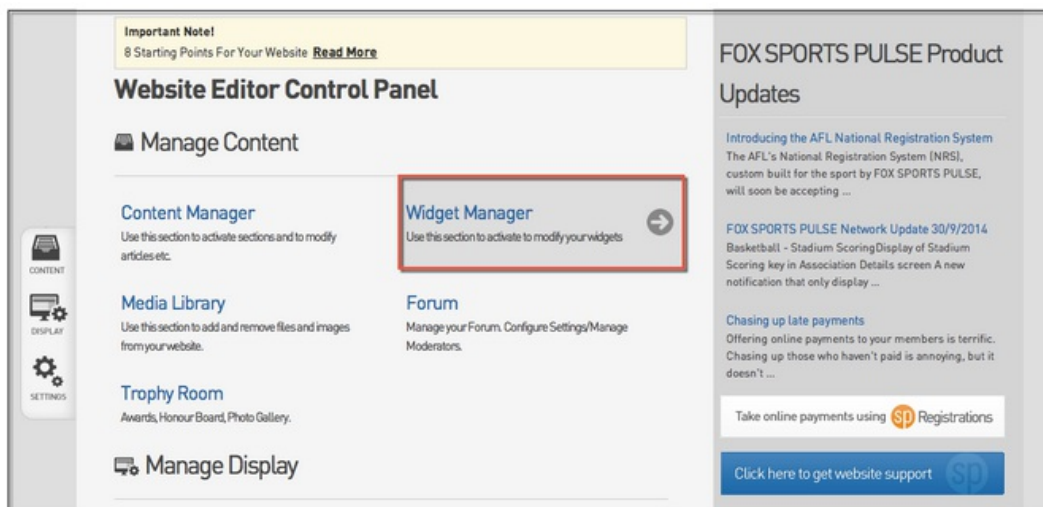 Important Note!
8 Starting Points For Your Website Read More
Website Editor Control Panel
Manage Content
Content Manager
Use this section to activate sections and to modify
articles etc.
Widget Manager
Use this section to activate to modify your widgets
Media Library
Use this section to add and remove files and images
from your website.
Forum
Manage your Forum. Configure Settings/Manage
Moderators.
Trophy Room
Awards, Honour Board, Photo Gallery.
Manage Display
CONTENT
DISPLAY
SETTINGS
FOX SPORTS PULSE Product
Updates
Introducing the AFL National Registration System
The AFL's National Registration System (NRS),
custom built for the sport by FOX SPORTS PULSE,
will soon be accepting ...
FOX SPORTS PULSE Network Update 30/9/2014
Basketball - Stadium ScoringDisplay of Stadium
Scoring key in Association Details screen A new
notification that only display ...
Chasing up late payments
Offering online payments to your members is terrific.
Chasing up those who haven't paid is annoying, but it
doesn't ...
Take online payments using sp Registrations
Click here to get website support sp